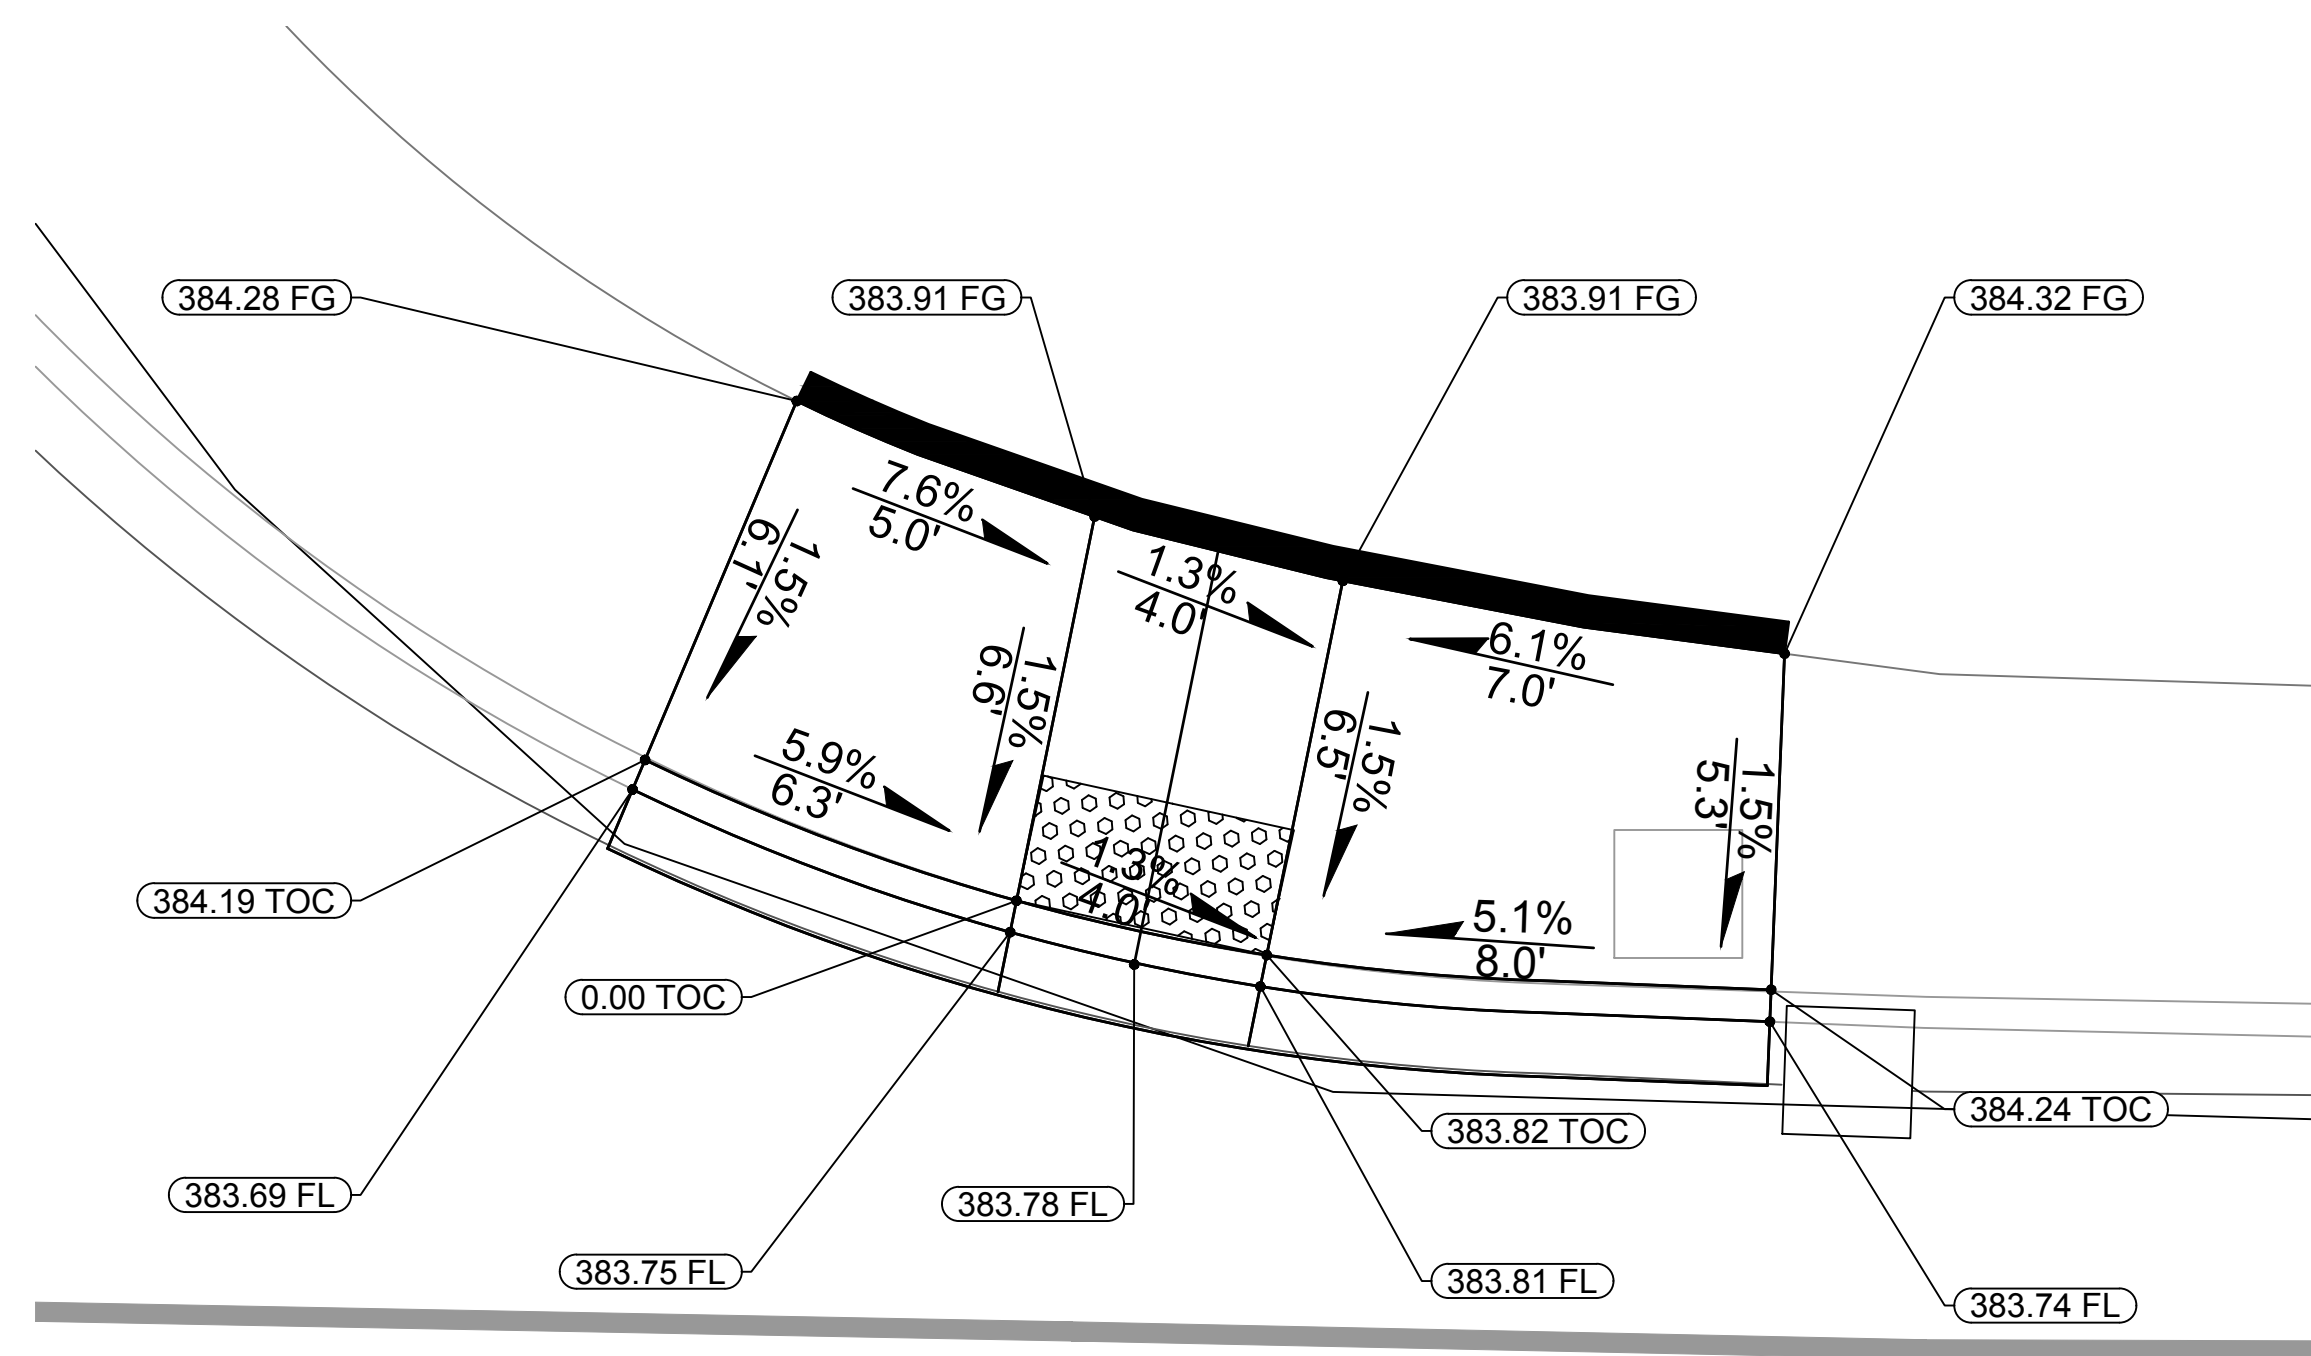 384.28 FG
383.91 FG
383.91 FG
384.32 FG
7.6%
5.0'
1.3%
4.0'
6.1%
7.0'
1.5%
6.1'
1.5%
6.6'
1.5%
6.5'
1.5%
5.3'
5.9%
6.3'
1.3%
4.0'
5.1%
8.0'
384.19 TOC
0.00 TOC
384.24 TOC
383.82 TOC
383.69 FL
383.78 FL
383.75 FL
383.81 FL
383.74 FL